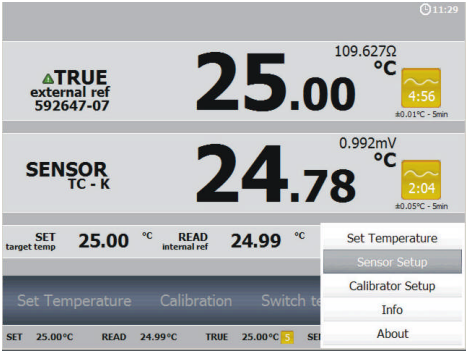 11:29
109.627Ω
TRUE
external ref
592647-07
25.00 °C
4:56
±0.01°C - 5min
0.992mV
SENSOR
TC - K
24.78 °C
2:04
±0.05°C - 5min
SET
target temp
25.00 °C
READ
internal ref
24.99 °C
Set Temperature
Sensor Setup
Calibrator Setup
Info
About
Set Temperature Calibration Switch te
SET 25.00°C READ 24.99°C TRUE 25.00°C 5 SE